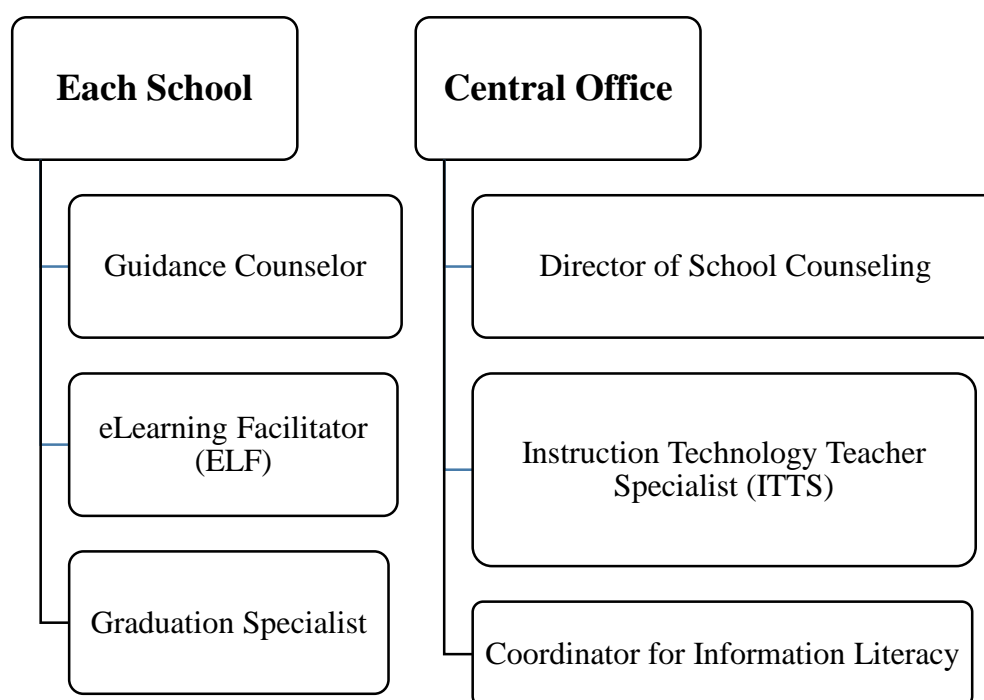 Each School
Guidance Counselor
eLearning Facilitator
(ELF)
Graduation Specialist
Central Office
Director of School Counseling
Instruction Technology Teacher
Specialist (ITTS)
Coordinator for Information Literacy